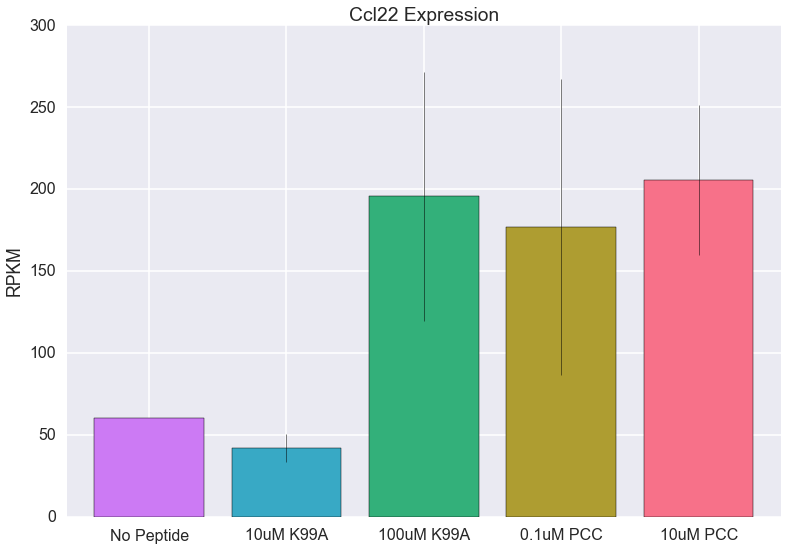 Ccl22 Expression
300
250
200
150
100
50
0
RPKM
No Peptide
10uM K99A
100uM K99A
0.1uM PCC
10uM PCC